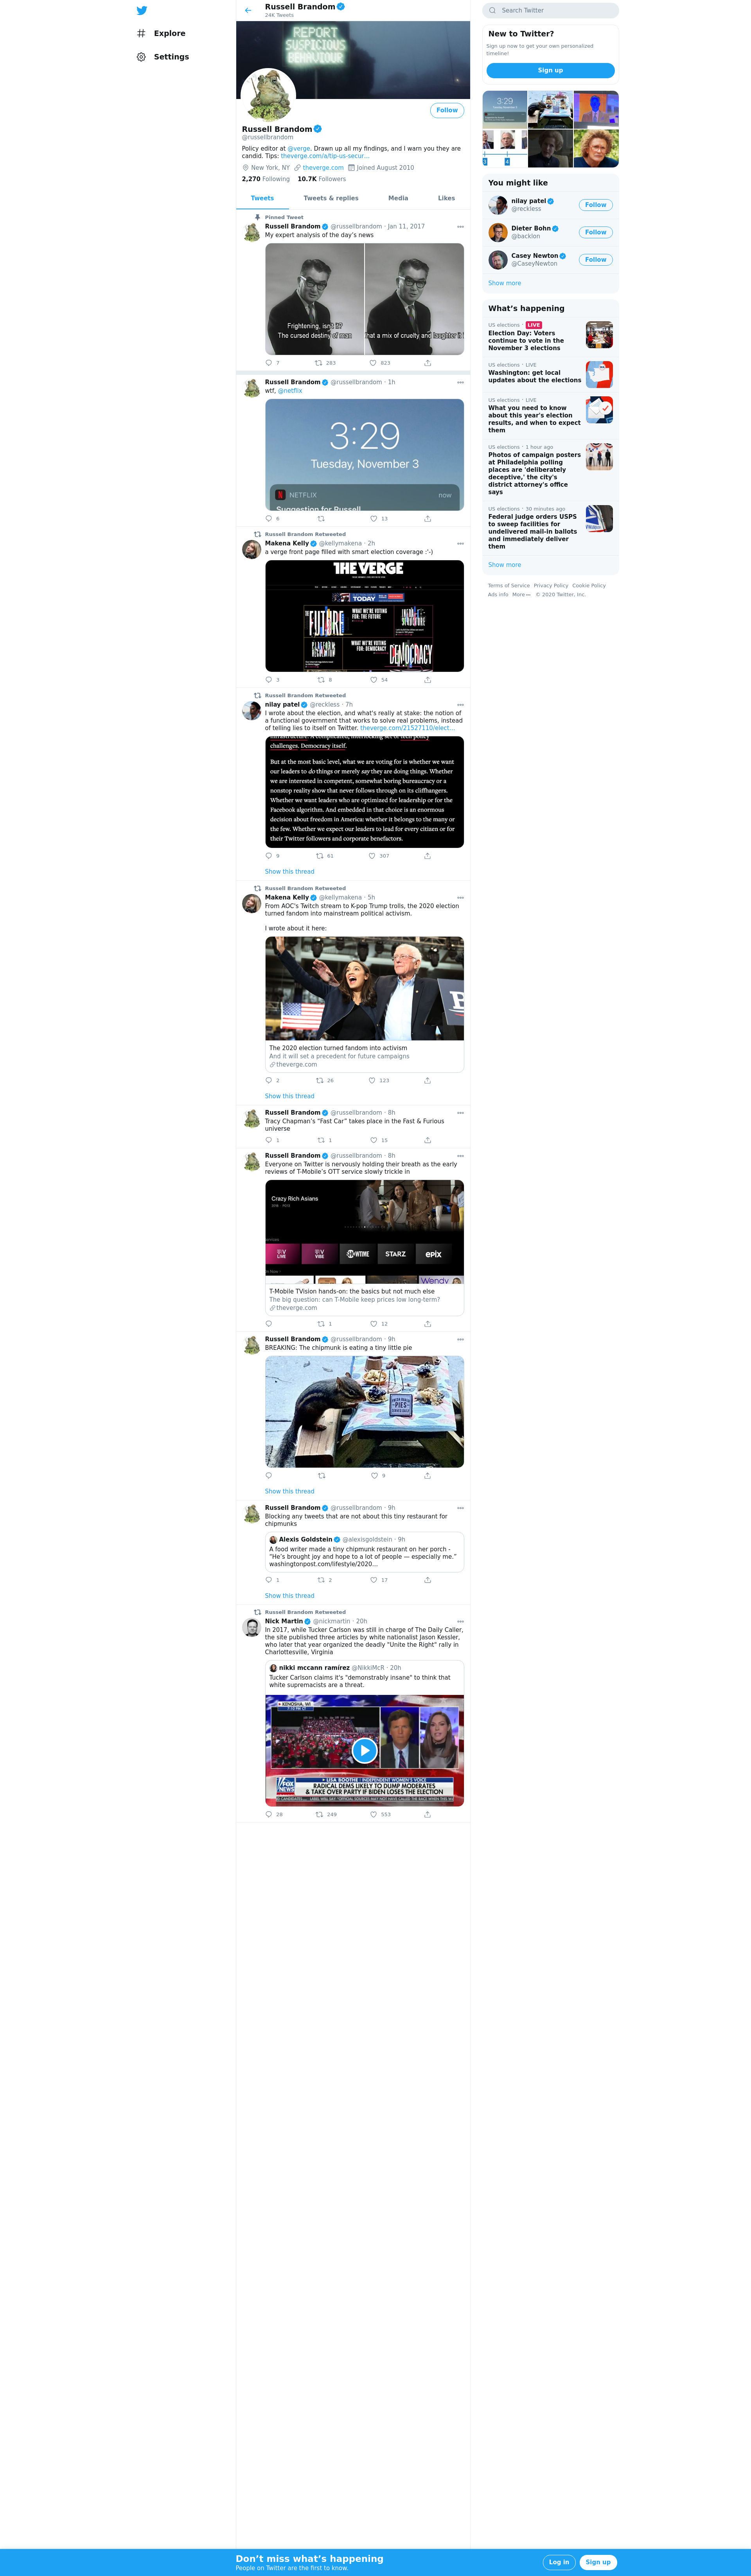 Explore
Settings
Russell Brandom
24K Tweets
REPORT
SUSPICIOUS
BEHAVIOUR
Follow
Russell Brandom
@russellbrandom
Policy editor at @verge. Drawn up all my findings, and I warn you they are
candid. Tips: theverge.com/a/tip-us-secur…
New York, NY theverge.com Joined August 2010
2,270 Following 10.7K Followers
Tweets Tweets & replies Media Likes
Pinned Tweet
Russell Brandom @russellbrandom · Jan 11, 2017
My expert analysis of the day's news
Frightening, isn't it?
The cursed destiny of man
that a mix of cruelty and laughter it i
7 283 823
Russell Brandom @russellbrandom · 1h
wtf, @netflix
3:29
Tuesday, November 3
NETFLIX now
Suggestion for Russell
6 13
Russell Brandom Retweeted
Makena Kelly @kellymakena · 2h
a verge front page filled with smart election coverage :'-)
THE VERGE
TODAY
WHAT WE'RE VOTING FOR: THE FUTURE
WHAT WE'RE VOTING FOR: DEMOCRACY
3 8 54
Russell Brandom Retweeted
nilay patel @reckless · 7h
I wrote about the election, and what's really at stake: the notion of
a functional government that works to solve real problems, instead
of telling lies to itself on Twitter. theverge.com/21527110/elect…
infrastructure. A complicated, interlocking set of tech policy
challenges. Democracy itself.
But at the most basic level, what we are voting for is whether we want
our leaders to do things or merely say they are doing things. Whether
we are interested in competent, somewhat boring bureaucracy or a
nonstop reality show that never follows through on its cliffhangers.
Whether we want leaders who are optimized for leadership or for the
Facebook algorithm. And embedded in that choice is an enormous
decision about freedom in America: whether it belongs to the many or
the few. Whether we expect our leaders to lead for every citizen or for
their Twitter followers and corporate benefactors.
9 61 307
Show this thread
Russell Brandom Retweeted
Makena Kelly @kellymakena · 5h
From AOC's Twitch stream to K-pop Trump trolls, the 2020 election
turned fandom into mainstream political activism.
I wrote about it here:
The 2020 election turned fandom into activism
And it will set a precedent for future campaigns
theverge.com
2 26 123
Show this thread
Russell Brandom @russellbrandom · 8h
Tracy Chapman's "Fast Car" takes place in the Fast & Furious
universe
1 1 15
Russell Brandom @russellbrandom · 8h
Everyone on Twitter is nervously holding their breath as the early
reviews of T-Mobile's OTT service slowly trickle in
Crazy Rich Asians
V LIVE V VIBE SHOWTIME STARZ epix
Wendy
T-Mobile TVision hands-on: the basics but not much else
The big question: can T-Mobile keep prices low long-term?
theverge.com
1 12
Russell Brandom @russellbrandom · 9h
BREAKING: The chipmunk is eating a tiny little pie
PIES
9
Show this thread
Russell Brandom @russellbrandom · 9h
Blocking any tweets that are not about this tiny restaurant for
chipmunks
Alexis Goldstein @alexisgoldstein · 9h
A food writer made a tiny chipmunk restaurant on her porch -
"He's brought joy and hope to a lot of people –- especially me."
washingtonpost.com/lifestyle/2020…
1 2 17
Show this thread
Russell Brandom Retweeted
Nick Martin @nickmartin · 20h
In 2017, while Tucker Carlson was still in charge of The Daily Caller,
the site published three articles by white nationalist Jason Kessler,
who later that year organized the deadly "Unite the Right" rally in
Charlottesville, Virginia
nikki mccann ramírez @NikkiMcR · 20h
Tucker Carlson claims it's "demonstrably insane" to think that
white supremacists are a threat.
KENOSHA, WI
LISA BOOTHE INDEPENDENT WOMEN'S VOICE
FOX NEWS
RADICAL DEMS LIKELY TO DUMP MODERATES
& TAKE OVER PARTY IF BIDEN LOSES THE ELECTION
28 249 553
Search Twitter
New to Twitter?
Sign up now to get your own personalized
timeline!
Sign up
3:29
You might like
nilay patel
@reckless
Follow
Dieter Bohn
@backlon
Follow
Casey Newton
@CaseyNewton
Follow
Show more
What's happening
US elections · LIVE
Election Day: Voters
continue to vote in the
November 3 elections
US elections · LIVE
Washington: get local
updates about the elections
US elections · LIVE
What you need to know
about this year's election
results, and when to expect
them
US elections · 1 hour ago
Photos of campaign posters
at Philadelphia polling
places are 'deliberately
deceptive,' the city's
district attorney's office
says
US elections · 30 minutes ago
Federal judge orders USPS
to sweep facilities for
undelivered mail-in ballots
and immediately deliver
them
Show more
Terms of Service Privacy Policy Cookie Policy
Ads info More © 2020 Twitter, Inc.
Don't miss what's happening
People on Twitter are the first to know.
Log in Sign up